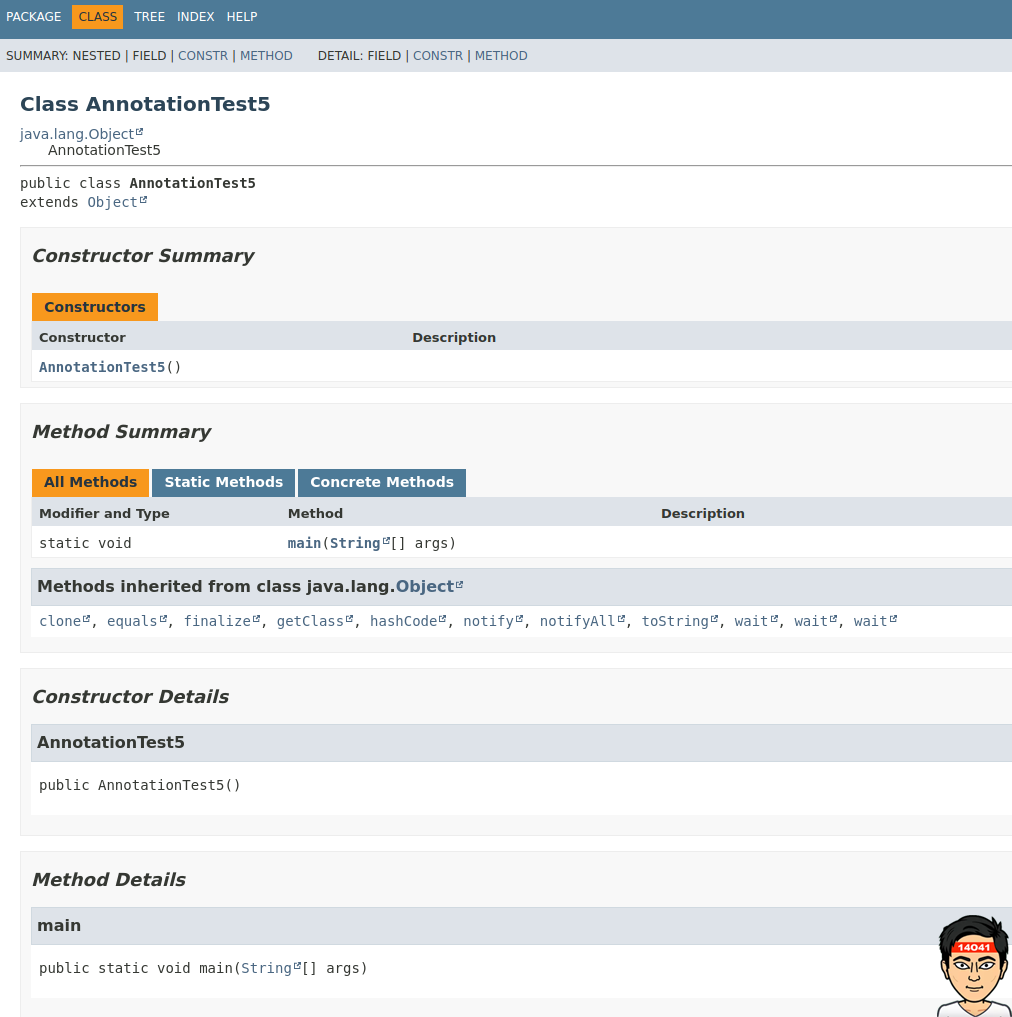 PACKAGE CLASS TREE INDEX HELP
SUMMARY: NESTED | FIELD | CONSTR | METHOD DETAIL: FIELD | CONSTR | METHOD
Class AnnotationTest5
java.lang.Object
AnnotationTest5
public class AnnotationTest5
extends Object
Constructor Summary
Constructors
Constructor Description
AnnotationTest5()
Method Summary
All Methods Static Methods Concrete Methods
Modifier and Type Method Description
static void main(String[] args)
Methods inherited from class java.lang.Object
clone, equals, finalize, getClass, hashCode, notify, notifyAll, toString, wait, wait, wait
Constructor Details
AnnotationTest5
public AnnotationTest5()
Method Details
main
public static void main(String[] args)
14041